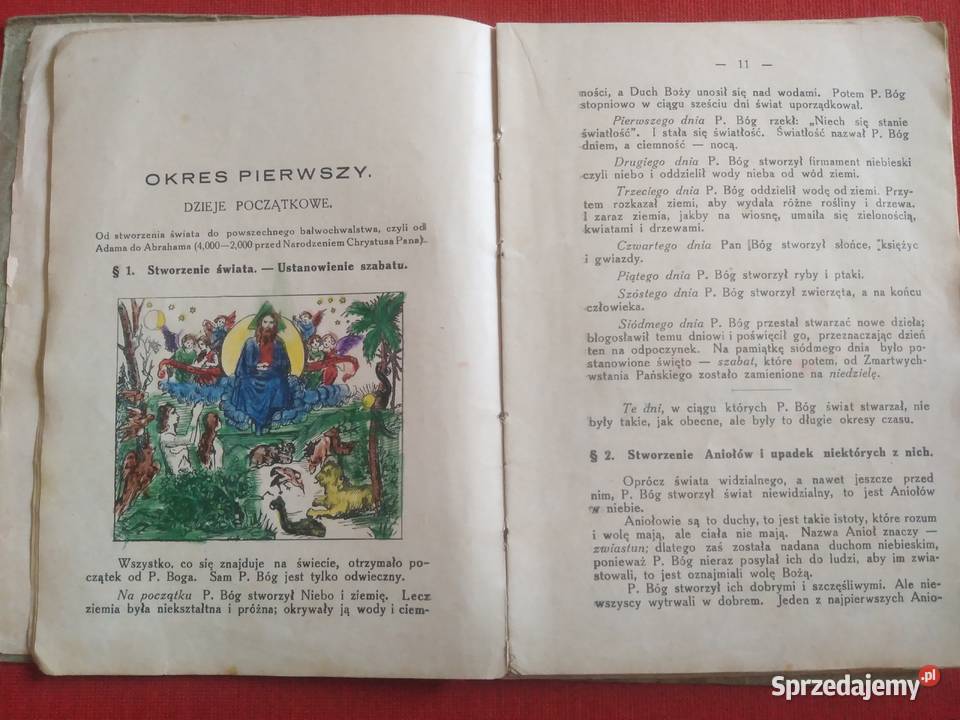 OKRES PIERWSZY.
DZIEJE POCZĄTKOWE.
Od stworzenia świata do powszechnego bałwochwalstwa, czyli od
Adama do Abrahama (4,000—2,000 przed Narodzeniem Chrystusa Pana).
§ 1. Stworzenie świata. — Ustanowienie szabatu.
Wszystko, co się znajduje na świecie, otrzymało po-
czątek od P. Boga. Sam P. Bóg jest tylko odwieczny.
Na początku P. Bóg stworzył Niebo i ziemię. Lecz
ziemia była niekształtna i próżna; okrywały ją wody i ciem-
— 11 —
ności, a Duch Boży unosił się nad wodami. Potem P. Bóg
stopniowo w ciągu sześciu dni świat uporządkował.
Pierwszego dnia P. Bóg rzekł: „Niech się stanie
światłość". I stała się światłość. Światłość nazwał P. Bóg
dniem, a ciemność — nocą.
Drugiego dnia P. Bóg stworzył firmament niebieski
czyli niebo i oddzielił wody nieba od wód ziemi.
Trzeciego dnia P. Bóg oddzielił wodę od ziemi. Przy-
tem rozkazał ziemi, aby wydała różne rośliny i drzewa.
I zaraz ziemia, jakby na wiosnę, umaiła się zielonością,
kwiatami i drzewami.
Czwartego dnia Pan Bóg stworzył słońce, księżyc
i gwiazdy.
Piątego dnia P. Bóg stworzył ryby i ptaki.
Szóstego dnia P. Bóg stworzył zwierzęta, a na końcu
człowieka.
Siódmego dnia P. Bóg przestał stwarzać nowe dzieła;
błogosławił temu dniowi i poświęcił go, przeznaczając dzień
ten na odpoczynek. Na pamiątkę siódmego dnia było po-
stanowione święto — szabat, które potem, od Zmartwych-
wstania Pańskiego zostało zamienione na niedzielę.
Te dni, w ciągu których P. Bóg świat stwarzał, nie
były takie, jak obecne, ale były to długie okresy czasu.
§ 2. Stworzenie Aniołów i upadek niektórych z nich.
Oprócz świata widzialnego, a nawet jeszcze przed
nim, P. Bóg stworzył świat niewidzialny, to jest Aniołów
w niebie.
Aniołowie są to duchy, to jest takie istoty, które rozum
i wolę mają, ale ciała nie mają. Nazwa Anioł znaczy —
zwiastun; dlatego zaś została nadana duchom niebieskim,
ponieważ P. Bóg nieraz posyłał ich do ludzi, aby im zwia-
stowali, to jest oznajmiali wolę Bożą.
P. Bóg stworzył ich dobrymi i szczęśliwymi. Ale nie-
wszyscy wytrwali w dobrem. Jeden z najpierwszych Anio-
Sprzedajemy.pl